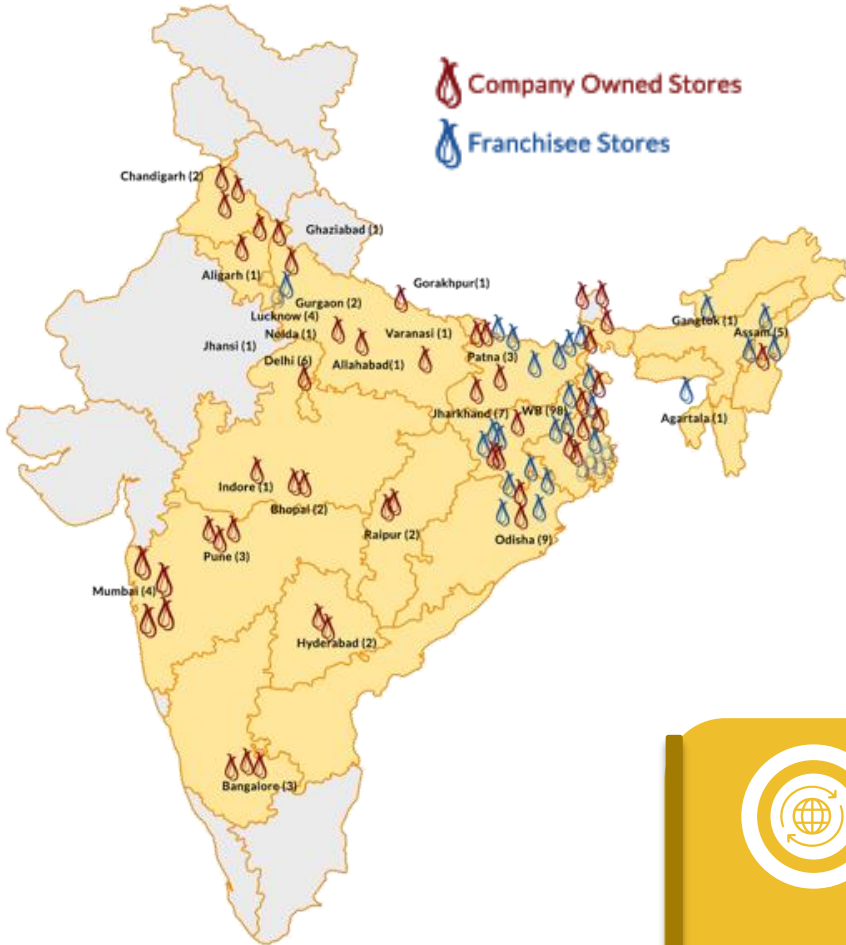 Company Owned Stores
Franchisee Stores
Chandigarh (2)
Ghaziabad (1)
Aligarh (1)
Gorakhpur(1)
Gurgaon (2)
Lucknow (4)
Noida (1)
Varanasi (1)
Jhansi (1)
Patna (3)
Delhi (6)
Allahabad(1)
Gangtok (1)
Assam (5)
Jharkhand (7)
WB (98)
Agartala (1)
Indore (1)
Bhopal (2)
Raipur (2)
Odisha (9)
Pune (3)
Mumbai (4)
Hyderabad (2)
Bangalore (3)